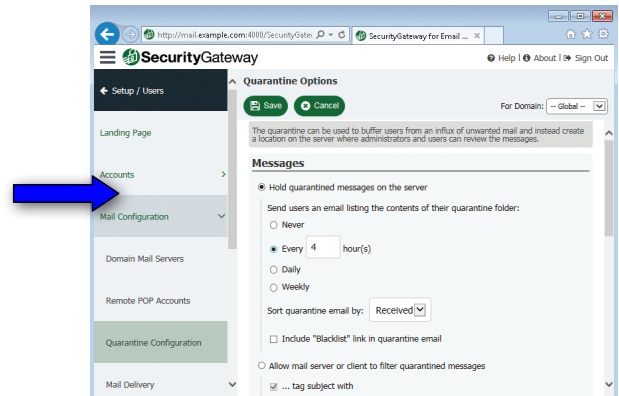 http://mail.example.com:4000/SecurityGate
SecurityGateway for Email ...
SecurityGateway
Help | About | Sign Out
Setup / Users
Landing Page
Accounts
Mail Configuration
Domain Mail Servers
Remote POP Accounts
Quarantine Configuration
Mail Delivery
Quarantine Options
Save
Cancel
For Domain: -- Global --
The quarantine can be used to buffer users from an influx of unwanted mail and instead create
a location on the server where administrators and users can review the messages.
Messages
Hold quarantined messages on the server
Send users an email listing the contents of their quarantine folder:
Never
Every 4 hour(s)
Daily
Weekly
Sort quarantine email by: Received
Include "Blacklist" link in quarantine email
Allow mail server or client to filter quarantined messages
... tag subject with